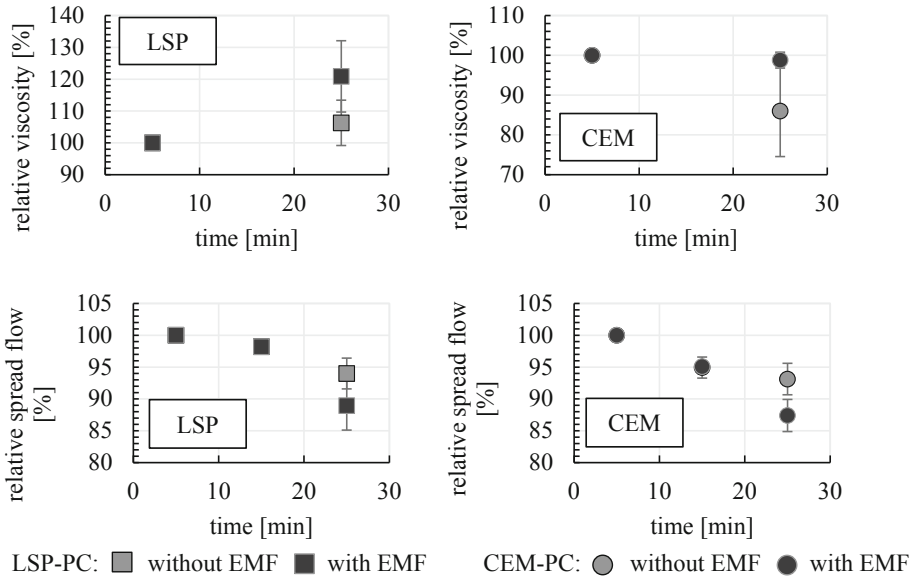 relative viscosity [%]
140
130
120
110
100
90
LSP
0 10 20 30
time [min]
relative viscosity [%]
110
100
90
80
70
CEM
0 10 20 30
time [min]
relative spread flow
[%]
105
100
95
90
85
80
LSP
0 10 20 30
time [min]
relative spread flow
[%]
105
100
95
90
85
80
CEM
0 10 20 30
time [min]
LSP-PC: without EMF with EMF CEM-PC: without EMF with EMF